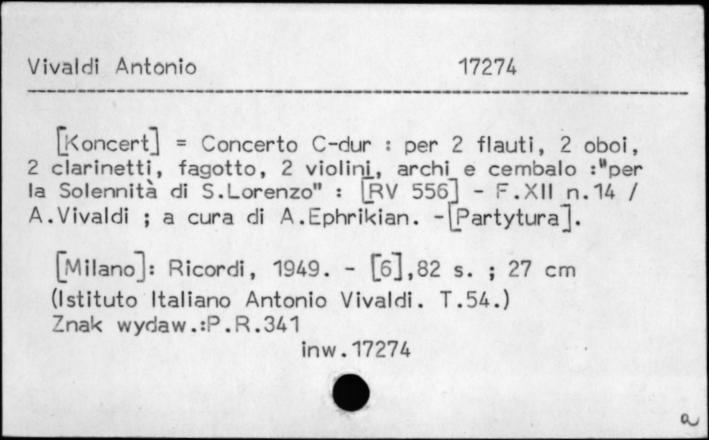 Vivaldi Antonio 17274
[Koncert] = Concerto C-dur : per 2 flauti, 2 oboi,
2 clarinetti, fagotto, 2 violini, archi e cembalo :"per
la Solennità di S.Lorenzo" : [RV 556] - F.XII n.14 /
A.Vivaldi ; a cura di A.Ephrikian. -[Partytura].
[Milano]: Ricordi, 1949. - [6],82 s. ; 27 cm
(Istituto Italiano Antonio Vivaldi. T.54.)
Znak wydaw.:P.R.341
inw.17274
a